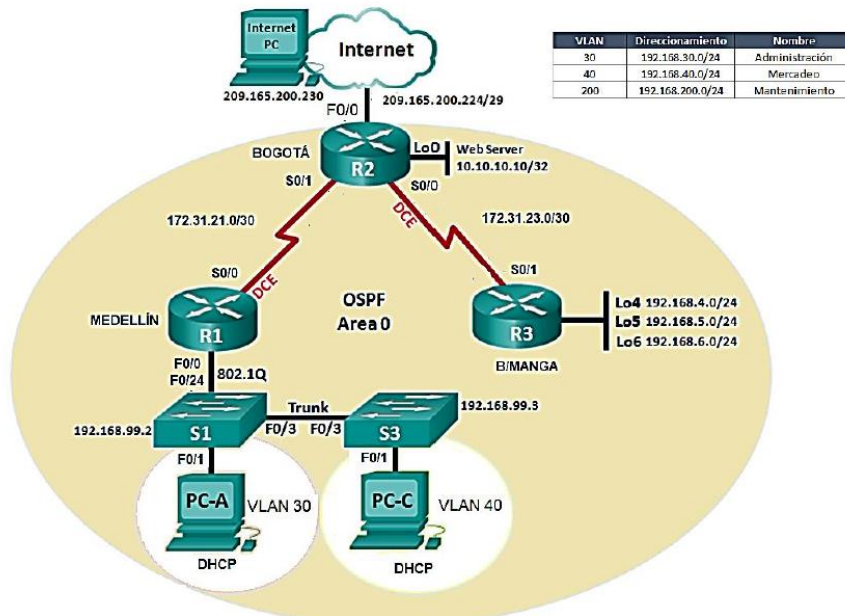 Internet
PC
Internet
209.165.200.230
209.165.200.224/29
F0/0
VLAN Direccionamiento Nombre
30 192.168.30.0/24 Administración
40 192.168.40.0/24 Mercadeo
200 192.168.200.0/24 Mantenimiento
BOGOTÁ
R2
Lo0
Web Server
10.10.10.10/32
S0/1
S0/0
DCE
172.31.21.0/30
172.31.23.0/30
S0/0
DCE
S0/1
MEDELLÍN
R1
OSPF
Area 0
R3
B/MANGA
Lo4 192.168.4.0/24
Lo5 192.168.5.0/24
Lo6 192.168.6.0/24
F0/0
F0/24
802.1Q
192.168.99.2
S1
Trunk
F0/3
F0/3
S3
192.168.99.3
F0/1
F0/1
PC-A
VLAN 30
DHCP
PC-C
VLAN 40
DHCP